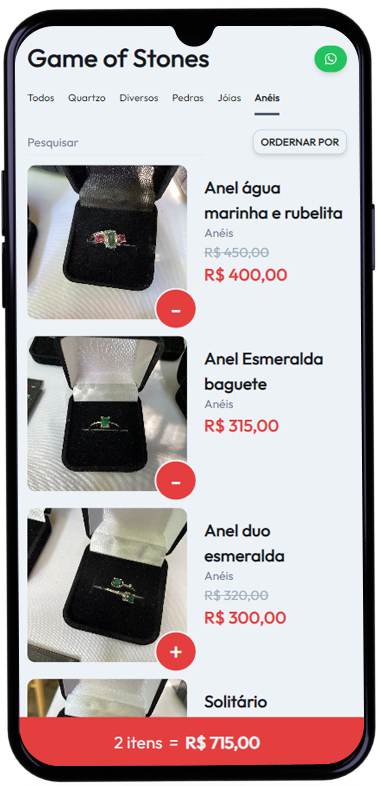 Game of Stones
Todos Quartzo Diversos Pedras Jóias Anéis
Pesquisar
ORDERNAR POR
Anel água
marinha e rubelita
Anéis
R$ 450,00
R$ 400,00
-
Anel Esmeralda
baguete
Anéis
R$ 315,00
-
Anel duo
esmeralda
Anéis
R$ 320,00
R$ 300,00
+
Solitário
2 itens = R$ 715,00